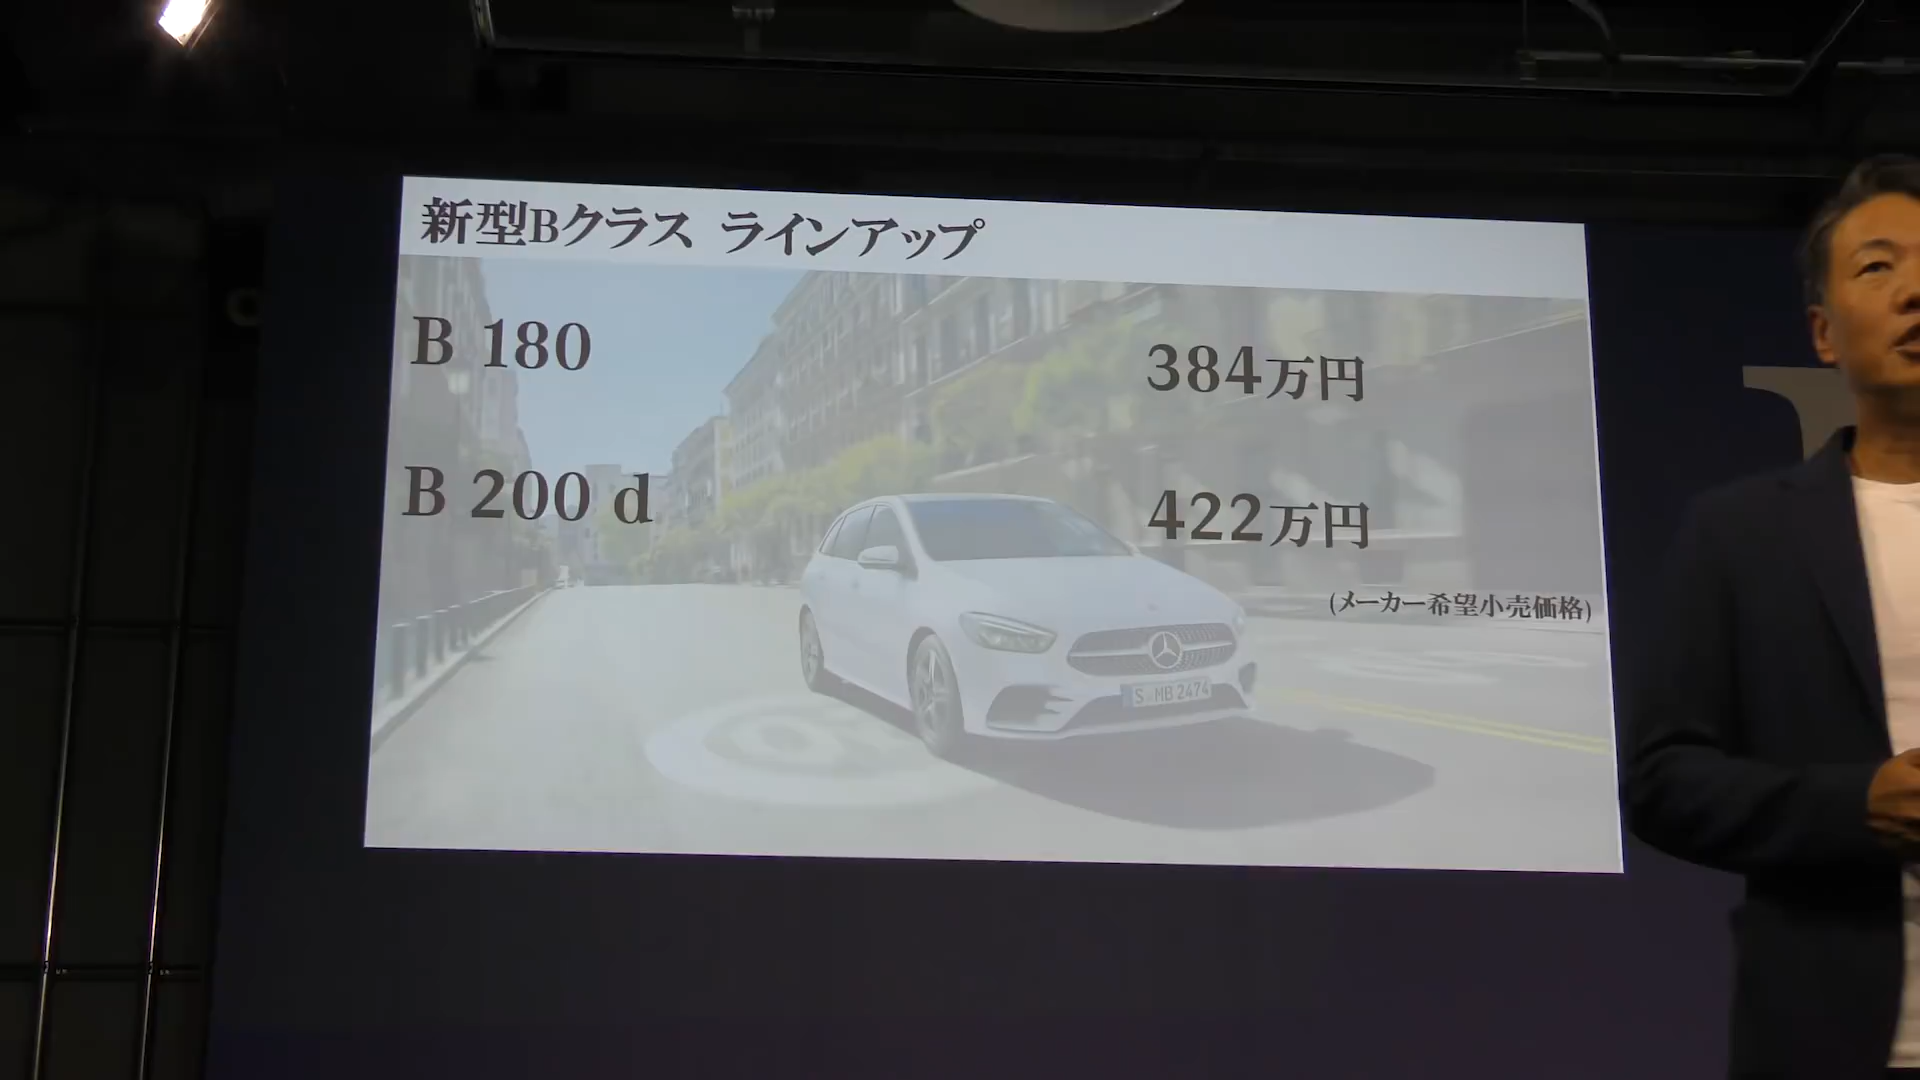 新型Bクラス ラインアップ
B 180 384万円
B 200 d 422万円
(メーカー希望小売価格)
S MB 2474